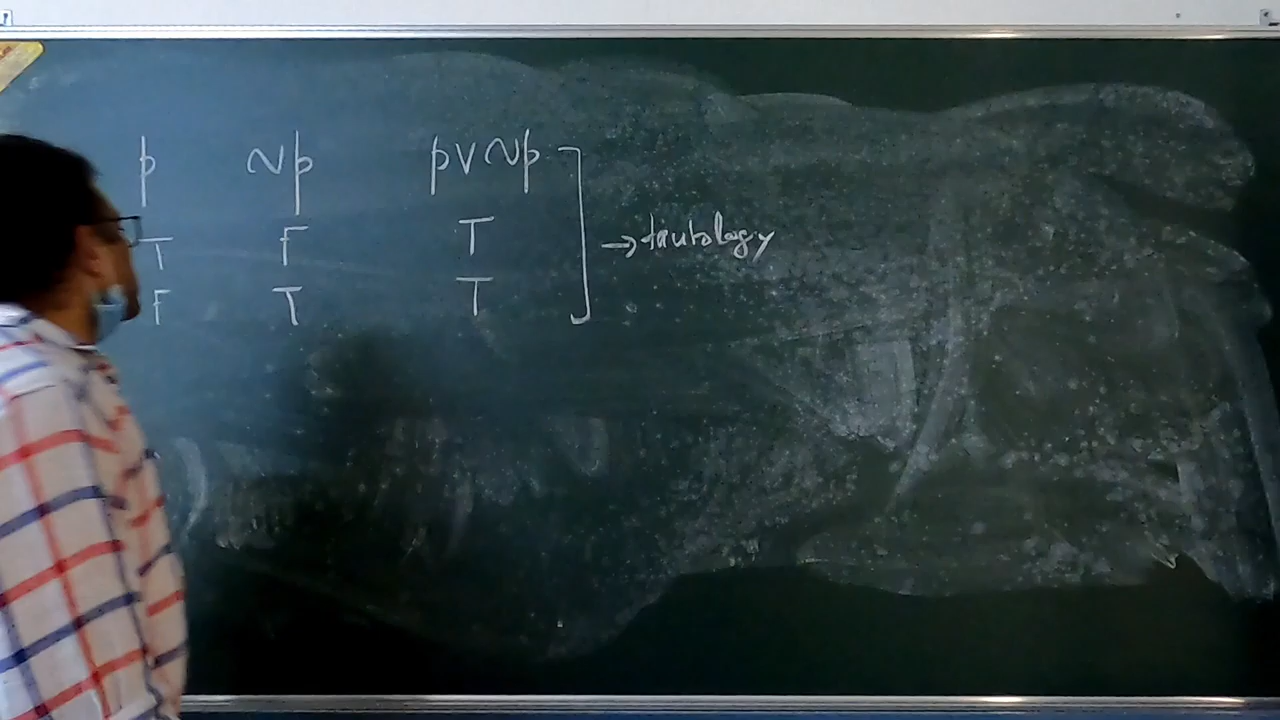 p ~p p∨~p
T F T
→ tautology
F T T